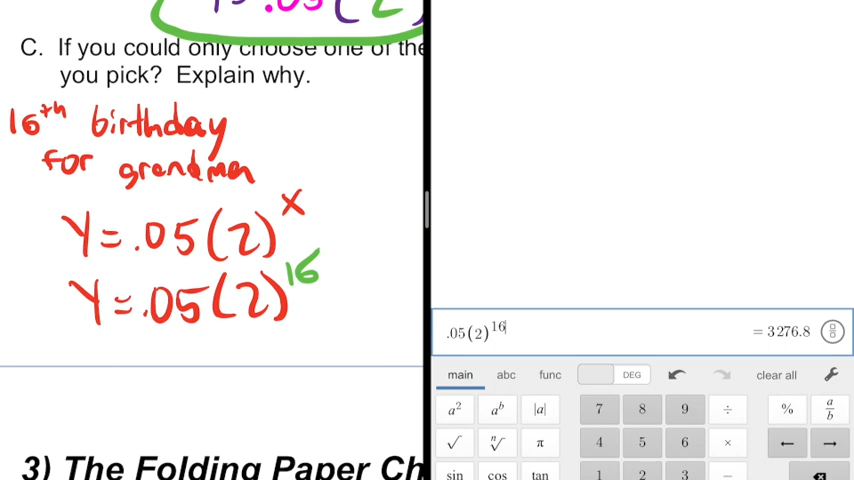 Y=.05(2)
C. If you could only choose one of the
you pick? Explain why.
16th birthday
for grandma
Y=.05(2)^x
Y=.05(2)^16
3) The Folding Paper Ch
.05(2)^16 = 3276.8
main abc func DEG clear all
a² a^b |a| 7 8 9 ÷ % a/b
√ ⁿ√ π 4 5 6 × ← →
sin cos tan 1 2 3 −